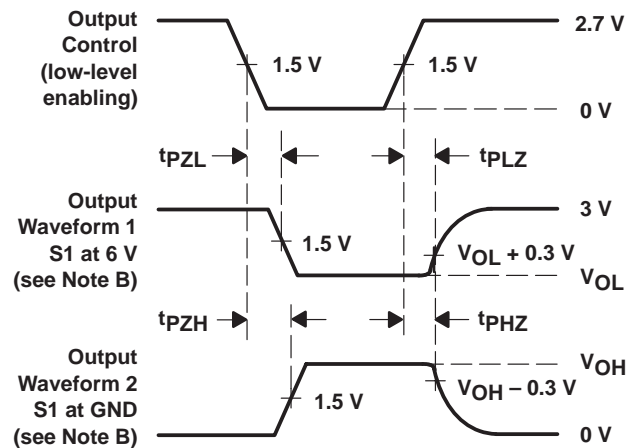 Output
Control
(low-level
enabling)
2.7 V
1.5 V
1.5 V
0 V
tPZL
tPLZ
Output
Waveform 1
S1 at 6 V
(see Note B)
3 V
1.5 V
VOL + 0.3 V
VOL
tPZH
tPHZ
Output
Waveform 2
S1 at GND
(see Note B)
VOH
1.5 V
VOH – 0.3 V
0 V